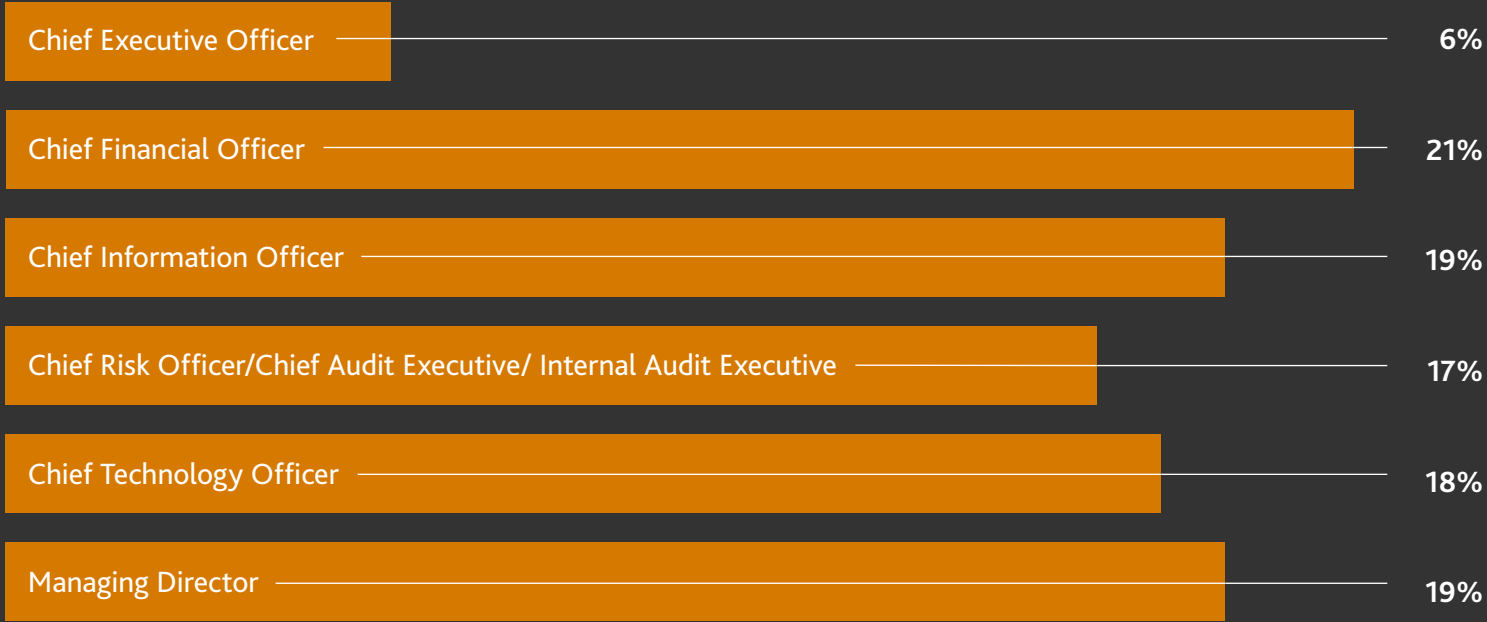 Chief Executive Officer 6%
Chief Financial Officer 21%
Chief Information Officer 19%
Chief Risk Officer/Chief Audit Executive/ Internal Audit Executive 17%
Chief Technology Officer 18%
Managing Director 19%